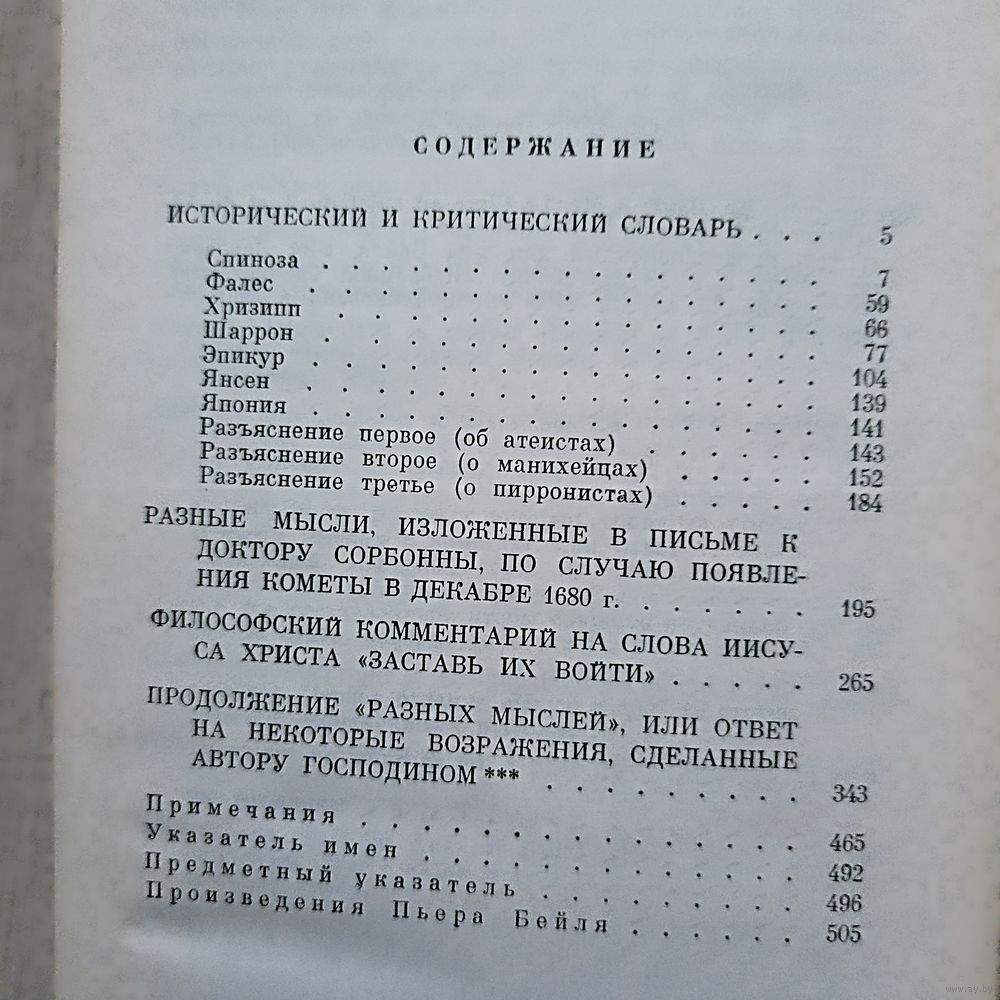 СОДЕРЖАНИЕ
ИСТОРИЧЕСКИЙ И КРИТИЧЕСКИЙ СЛОВАРЬ . . . 5
Спиноза . . . . . . . . . . . . . . . . . 7
Фалес . . . . . . . . . . . . . . . . . 59
Хризипп . . . . . . . . . . . . . . . . 66
Шаррон . . . . . . . . . . . . . . . . 77
Эпикур . . . . . . . . . . . . . . . . 104
Янсен . . . . . . . . . . . . . . . . . 139
Япония . . . . . . . . . . . . . . . . 141
Разъяснение первое (об атеистах) . . . . . . 143
Разъяснение второе (о манихейцах) . . . . . 152
Разъяснение третье (о пирронистах) . . . . . 184
РАЗНЫЕ МЫСЛИ, ИЗЛОЖЕННЫЕ В ПИСЬМЕ К
ДОКТОРУ СОРБОННЫ, ПО СЛУЧАЮ ПОЯВЛЕ-
НИЯ КОМЕТЫ В ДЕКАБРЕ 1680 г. . . . . . . 195
ФИЛОСОФСКИЙ КОММЕНТАРИЙ НА СЛОВА ИИСУ-
СА ХРИСТА «ЗАСТАВЬ ИХ ВОЙТИ» . . . . . 265
ПРОДОЛЖЕНИЕ «РАЗНЫХ МЫСЛЕЙ», ИЛИ ОТВЕТ
НА НЕКОТОРЫЕ ВОЗРАЖЕНИЯ, СДЕЛАННЫЕ
АВТОРУ ГОСПОДИНОМ *** . . . . . . . . . 343
Примечания . . . . . . . . . . . . . . 465
Указатель имен . . . . . . . . . . . . . 492
Предметный указатель . . . . . . . . . 496
Произведения Пьера Бейля . . . . . . 505
www.ay.by